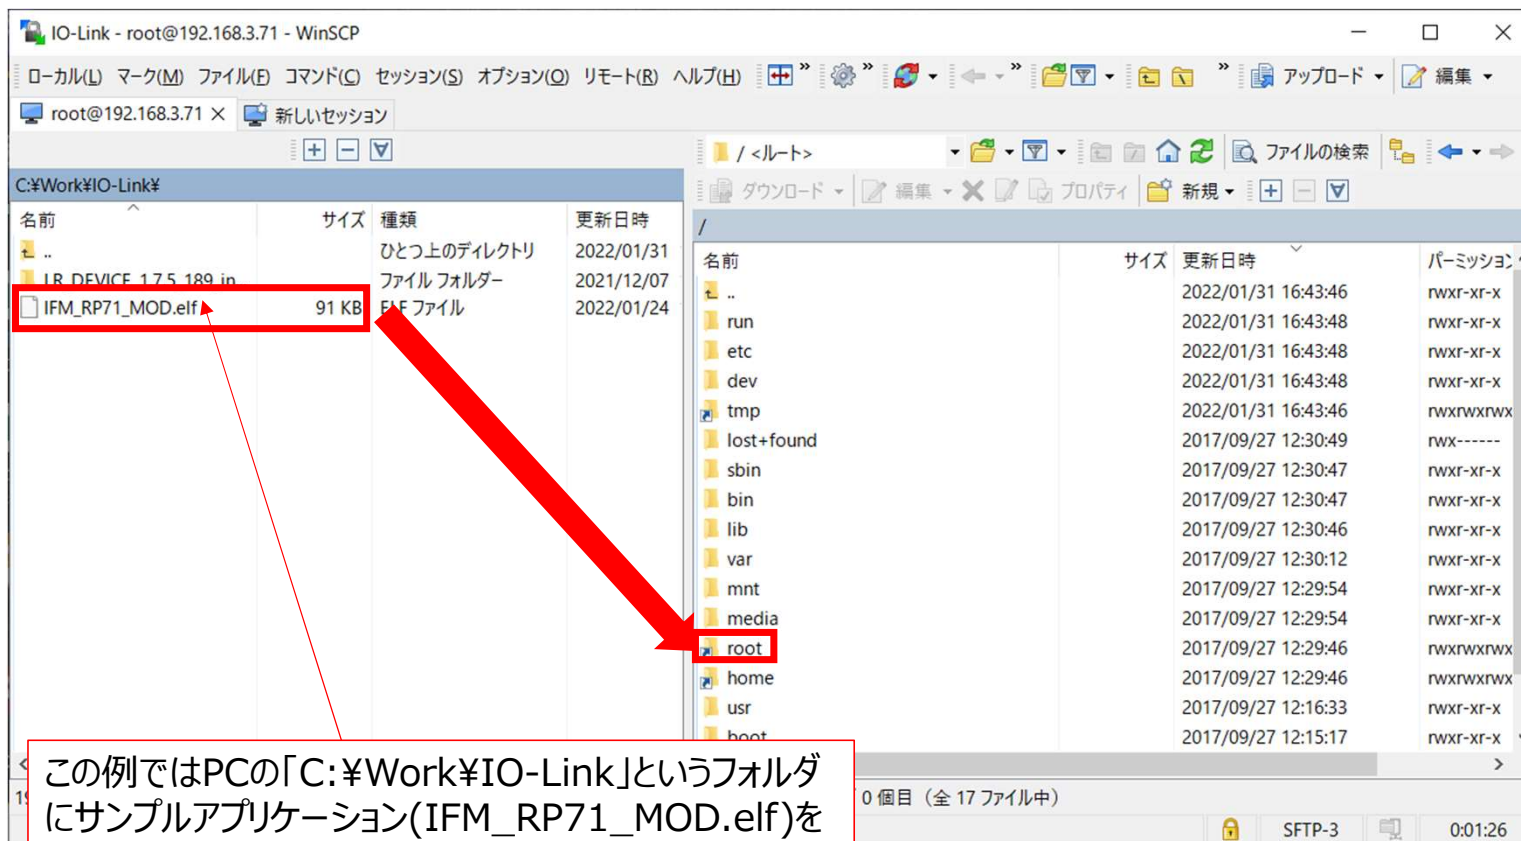 IO-Link - root@192.168.3.71 - WinSCP
ローカル(L) マーク(M) ファイル(F) コマンド(C) セッション(S) オプション(O) リモート(R) ヘルプ(H) » » » » アップロード 編集
root@192.168.3.71 × 新しいセッション
/ <ルート> ファイルの検索
ダウンロード 編集 プロパティ 新規
C:¥Work¥IO-Link¥
/
名前 サイズ 種類 更新日時
.. ひとつ上のディレクトリ 2022/01/31
LR_DEVICE_1.7.5_189_in ファイル フォルダー 2021/12/07
IFM_RP71_MOD.elf 91 KB ELF ファイル 2022/01/24
名前 サイズ 更新日時 パーミッション
.. 2022/01/31 16:43:46 rwxr-xr-x
run 2022/01/31 16:43:48 rwxr-xr-x
etc 2022/01/31 16:43:48 rwxr-xr-x
dev 2022/01/31 16:43:48 rwxr-xr-x
tmp 2022/01/31 16:43:46 rwxrwxrwx
lost+found 2017/09/27 12:30:49 rwx------
sbin 2017/09/27 12:30:47 rwxr-xr-x
bin 2017/09/27 12:30:47 rwxr-xr-x
lib 2017/09/27 12:30:46 rwxr-xr-x
var 2017/09/27 12:30:12 rwxr-xr-x
mnt 2017/09/27 12:29:54 rwxr-xr-x
media 2017/09/27 12:29:54 rwxr-xr-x
root 2017/09/27 12:29:46 rwxrwxrwx
home 2017/09/27 12:29:46 rwxrwxrwx
usr 2017/09/27 12:16:33 rwxr-xr-x
boot 2017/09/27 12:15:17 rwxr-xr-x
この例ではPCの「C:¥Work¥IO-Link」というフォルダ
にサンプルアプリケーション(IFM_RP71_MOD.elf)を
0 個目 (全 17 ファイル中)
SFTP-3 0:01:26